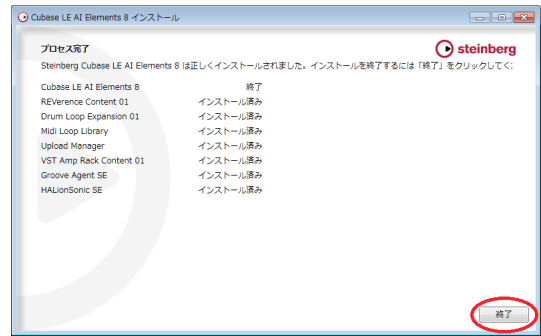 Cubase LE AI Elements 8 インストール
プロセス完了
steinberg
Steinberg Cubase LE AI Elements 8 は正しくインストールされました。インストールを終了するには「終了」をクリックしてく
Cubase LE AI Elements 8 終了
REVerence Content 01 インストール済み
Drum Loop Expansion 01 インストール済み
Midi Loop Library インストール済み
Upload Manager インストール済み
VST Amp Rack Content 01 インストール済み
Groove Agent SE インストール済み
HALionSonic SE インストール済み
終了